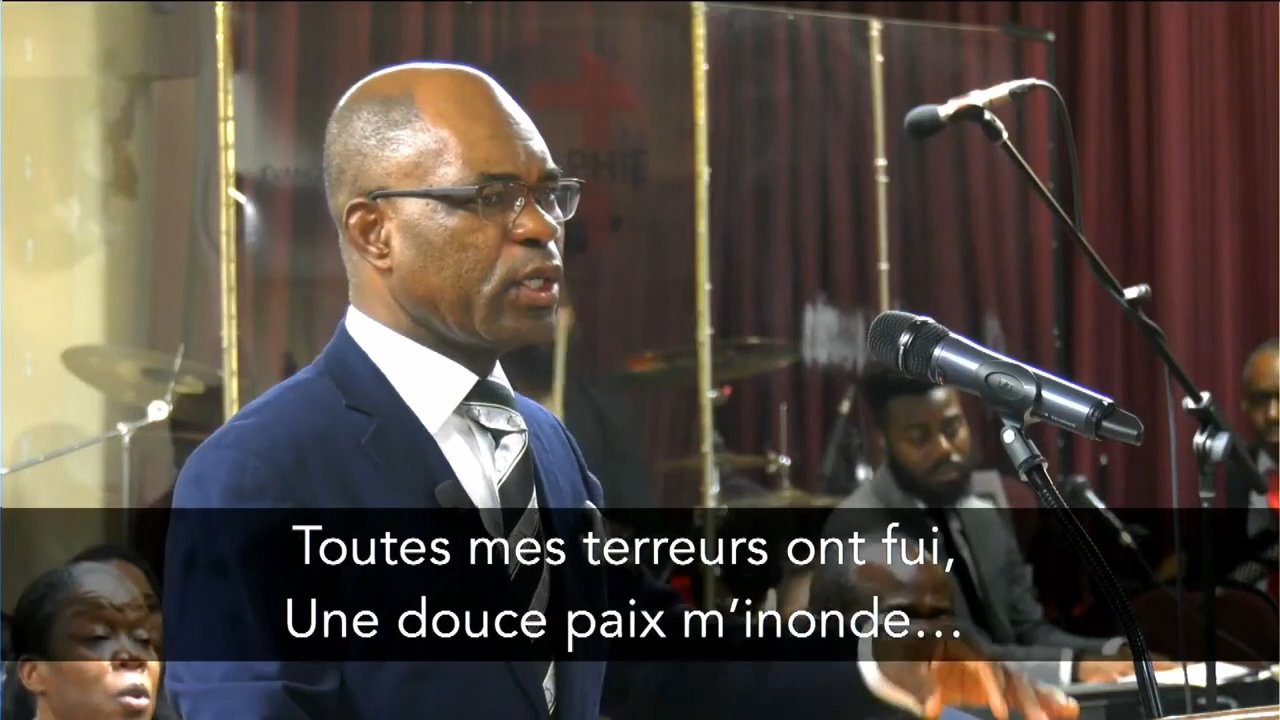 Toutes mes terreurs ont fui,
Une douce paix m’inonde…